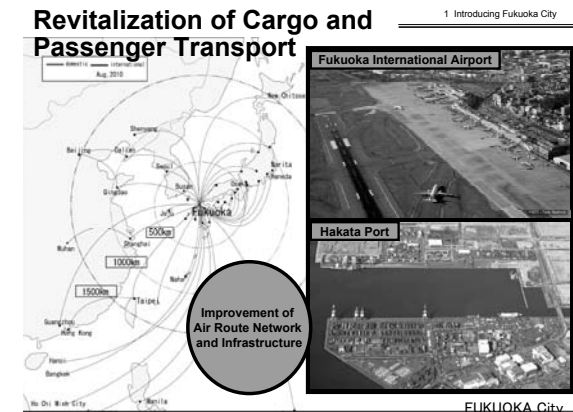 Revitalization of Cargo and
Passenger Transport
1 Introducing Fukuoka City
domestic international
Aug, 2010
Fukuoka International Airport
New Chitose
Shenyang
Beijing
Dalian
Seoul
Narita
Haneda
Osaka
Busan
Qingdao
Jeju
Fukuoka
500km
Shanghai
Wuhan
1000km
Naha
1500km
Taipei
Guangzhou
Hong Kong
Hanoi
Bangkok
Ho Chi Minh City
Manila
Improvement of
Air Route Network
and Infrastructure
Hakata Port
FUKUOKA City